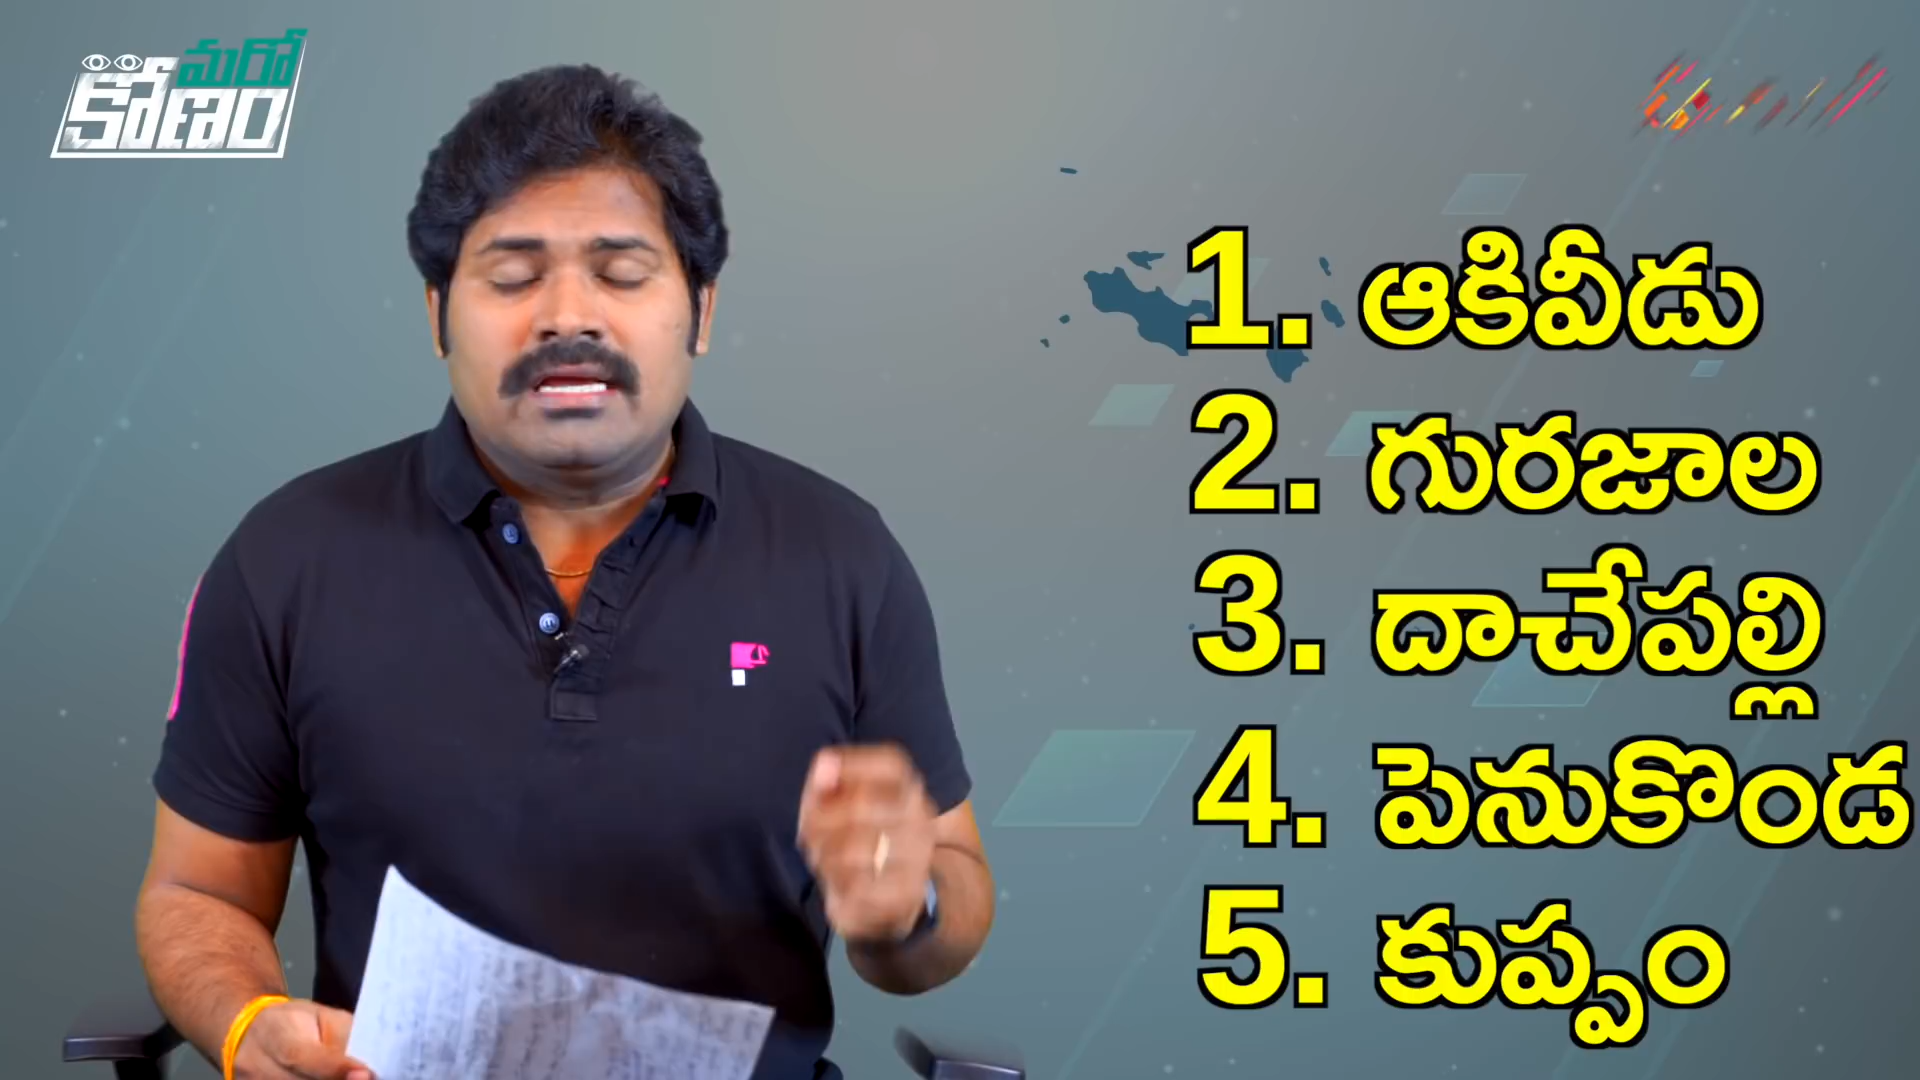 మరో
కోణం
1. ఆకివీడు
2. గురజాల
3. దాచేపల్లి
4. పెనుకొండ
5. కుప్పం